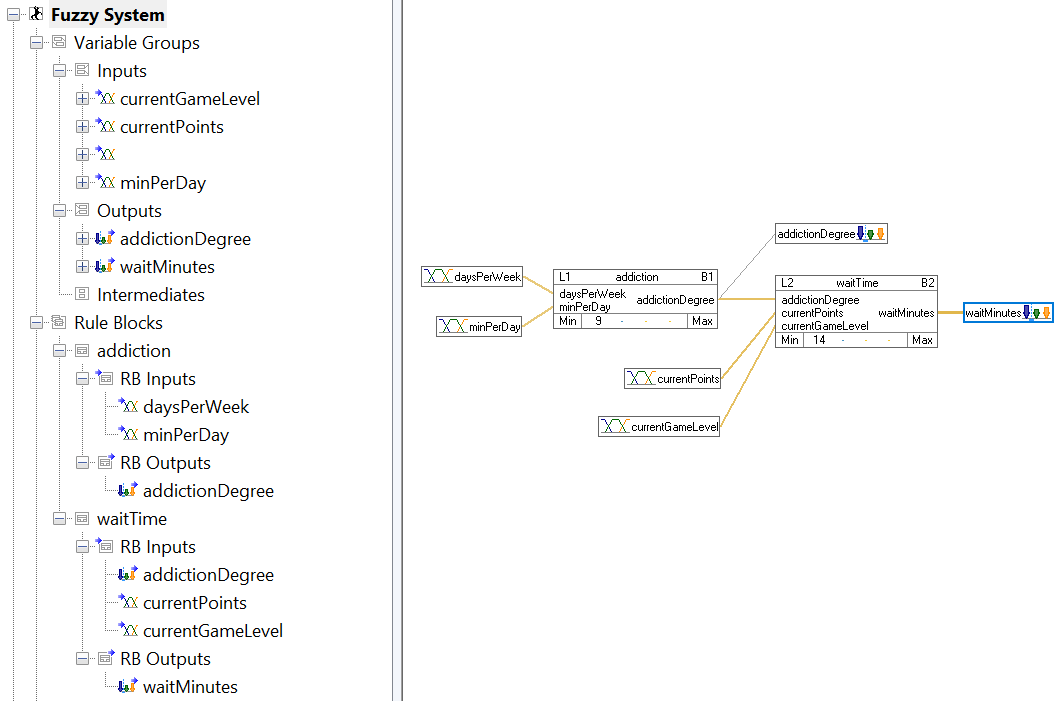 Fuzzy System
Variable Groups
Inputs
currentGameLevel
currentPoints
minPerDay
Outputs
addictionDegree
waitMinutes
Intermediates
Rule Blocks
addiction
RB Inputs
daysPerWeek
minPerDay
RB Outputs
addictionDegree
waitTime
RB Inputs
addictionDegree
currentPoints
currentGameLevel
RB Outputs
waitMinutes
daysPerWeek
minPerDay
L1 addiction B1
daysPerWeek
minPerDay
addictionDegree
Min 9 - - - Max
addictionDegree
L2 waitTime B2
addictionDegree
currentPoints
currentGameLevel
waitMinutes
Min 14 - - - Max
waitMinutes
currentPoints
currentGameLevel